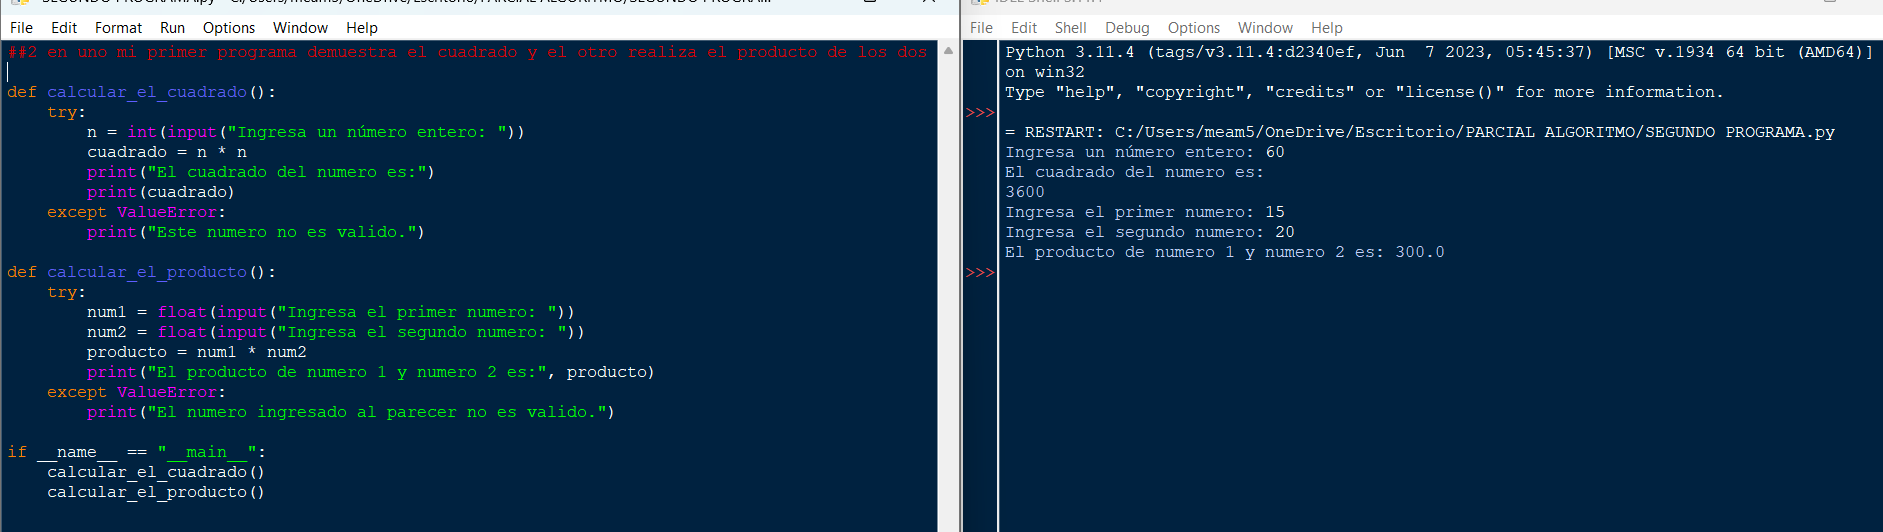 File Edit Format Run Options Window Help
##2 en uno mi primer programa demuestra el cuadrado y el otro realiza el producto de los dos
def calcular_el_cuadrado():
    try:
        n = int(input("Ingresa un número entero: "))
        cuadrado = n * n
        print("El cuadrado del numero es:")
        print(cuadrado)
    except ValueError:
        print("Este numero no es valido.")
def calcular_el_producto():
    try:
        num1 = float(input("Ingresa el primer numero: "))
        num2 = float(input("Ingresa el segundo numero: "))
        producto = num1 * num2
        print("El producto de numero 1 y numero 2 es:", producto)
    except ValueError:
        print("El numero ingresado al parecer no es valido.")
if __name__ == "__main__":
    calcular_el_cuadrado()
    calcular_el_producto()
File Edit Shell Debug Options Window Help
Python 3.11.4 (tags/v3.11.4:d2340ef, Jun  7 2023, 05:45:37) [MSC v.1934 64 bit (AMD64)]
on win32
Type "help", "copyright", "credits" or "license()" for more information.
>>>
= RESTART: C:/Users/meam5/OneDrive/Escritorio/PARCIAL ALGORITMO/SEGUNDO PROGRAMA.py
Ingresa un número entero: 60
El cuadrado del numero es:
3600
Ingresa el primer numero: 15
Ingresa el segundo numero: 20
El producto de numero 1 y numero 2 es: 300.0
>>>